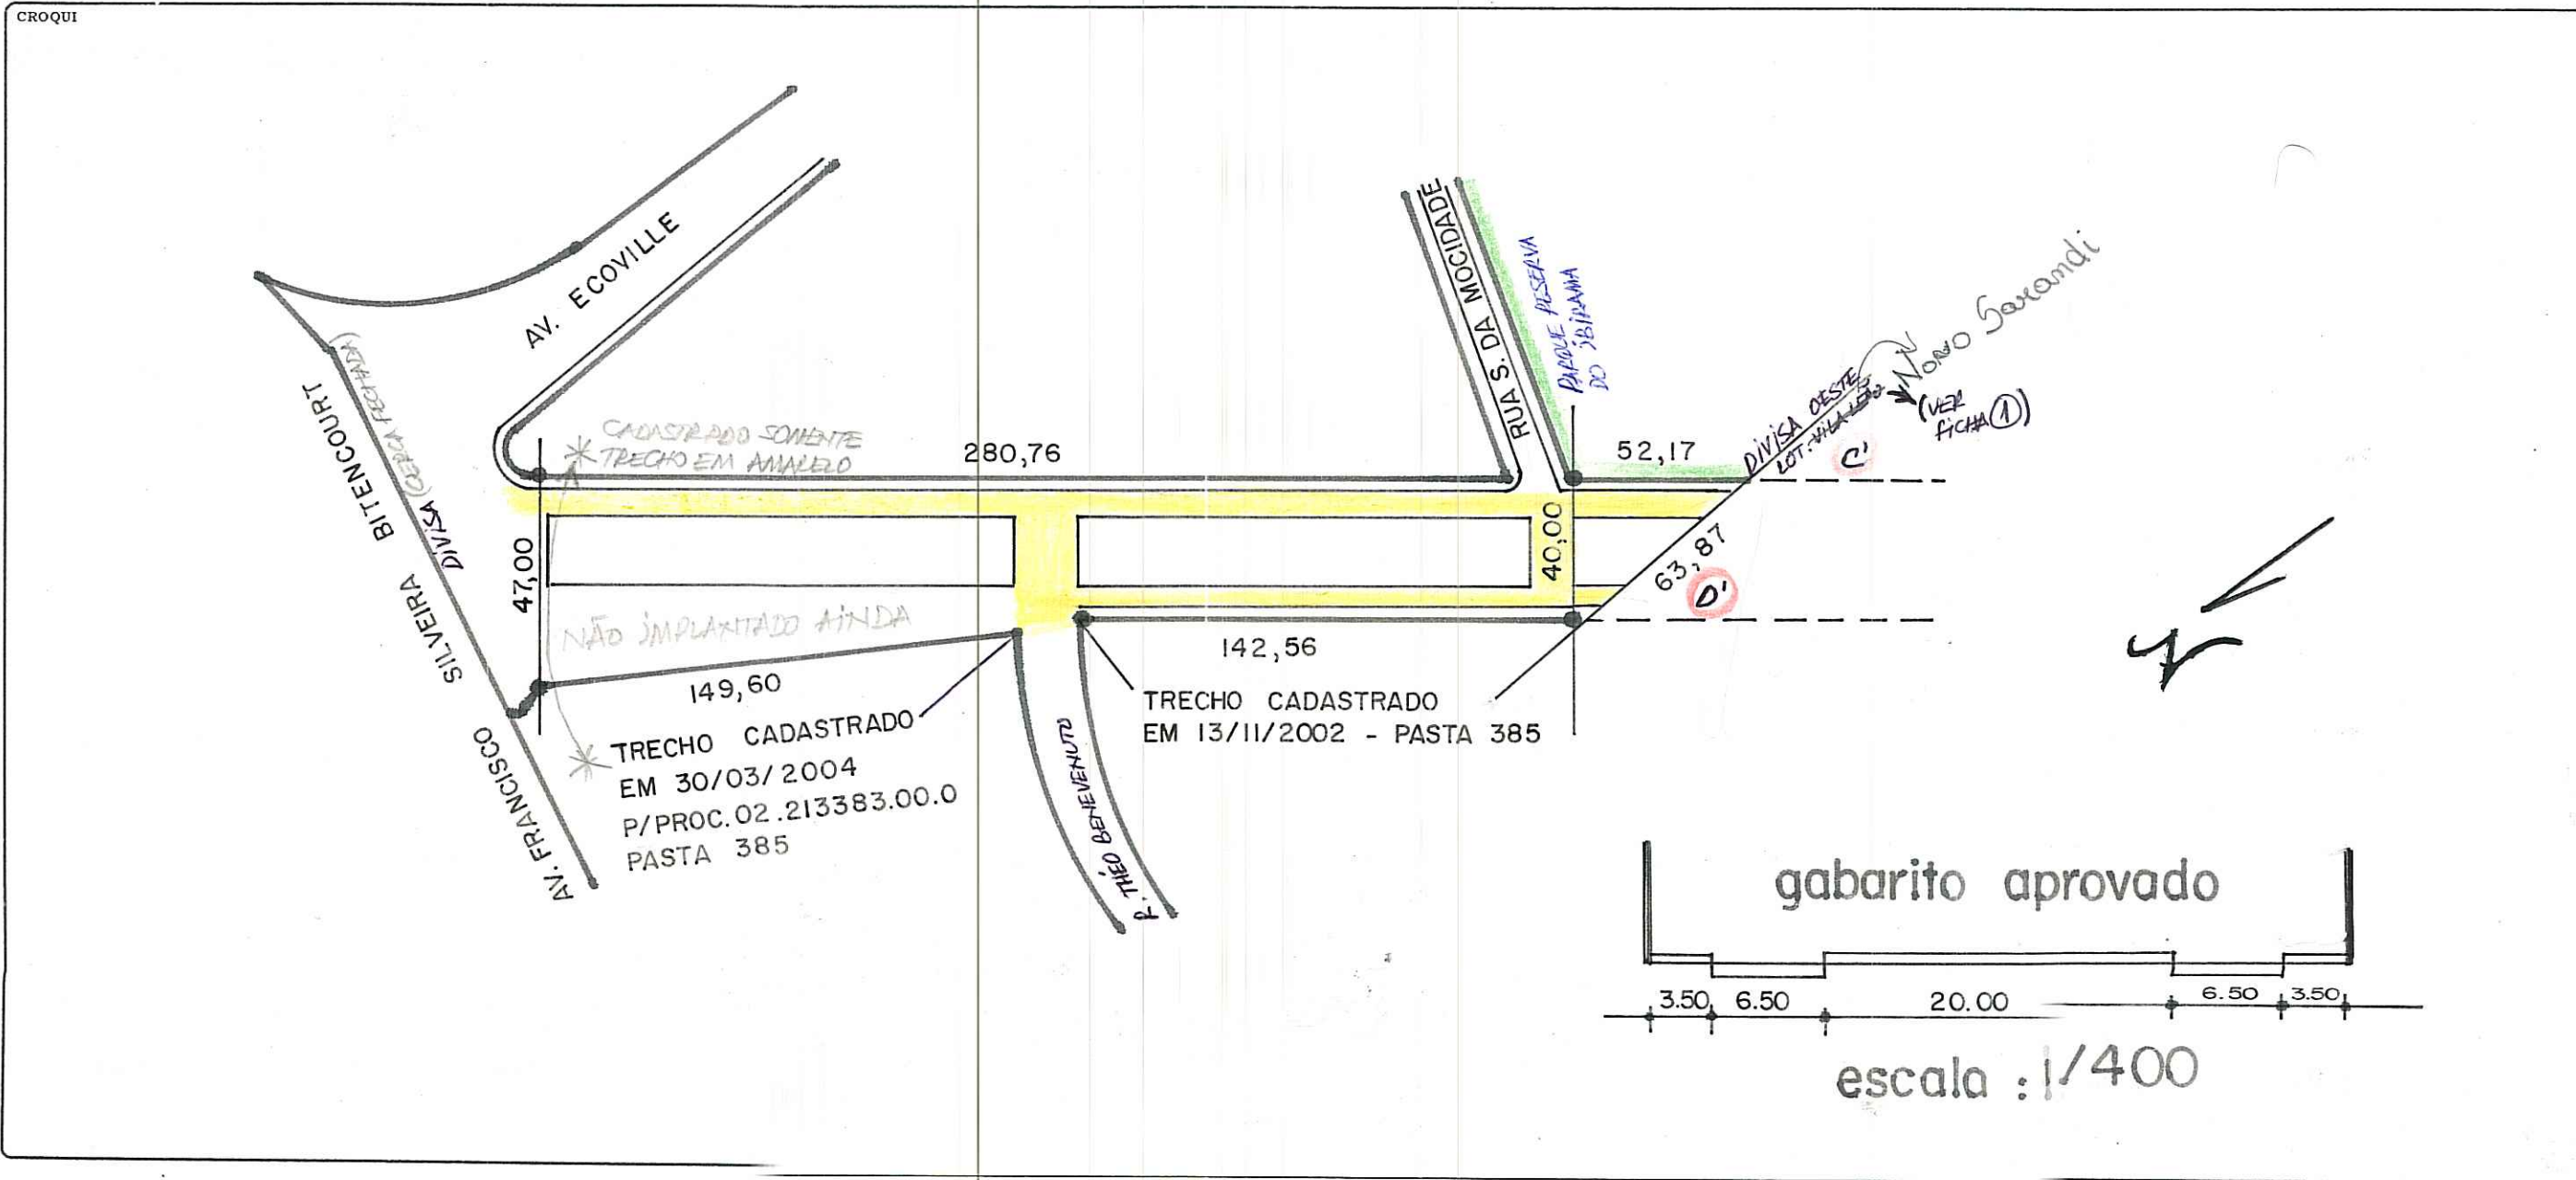 CROQUI
AV. ECOVILLE
AV. FRANCISCO SILVEIRA BITENCOURT
DIVISA (CERCA FECHADA)
* CADASTRADO SOMENTE
TRECHO EM AMARELO
280,76
47,00
NÃO IMPLANTADO AINDA
149,60
* TRECHO CADASTRADO
EM 30/03/2004
P/PROC.02.213383.00.0
PASTA 385
R. THÉO BENEVENUTO
142,56
TRECHO CADASTRADO
EM 13/11/2002 - PASTA 385
RUA S. DA MOCIDADE
PARQUE RESERVA
DO IBIRAMA
52,17
40,00
63,87
DIVISA OESTE
LOT. VILA
Nono Sarandi
(VER
FICHA 1)
C'
D'
N
gabarito aprovado
3.50 6.50 20.00 6.50 3.50
escala : 1/400